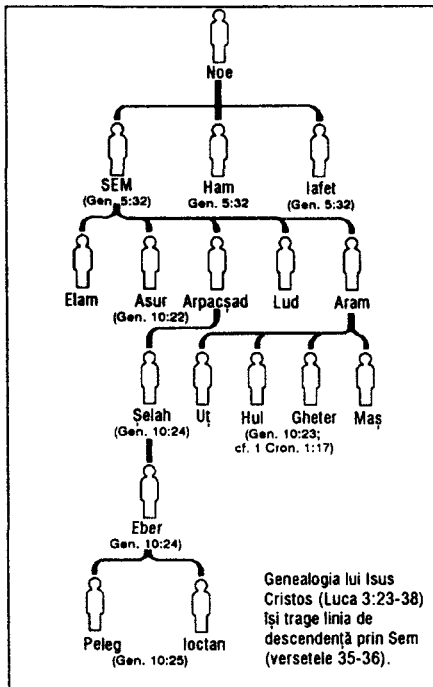 Noe
SEM Ham Iafet
(Gen. 5:32) Gen. 5:32 (Gen. 5:32)
Elam Asur Arpacșad Lud Aram
(Gen. 10:22)
Șelah Uț Hul Gheter Maș
(Gen. 10:24) (Gen. 10:23;
cf. 1 Cron. 1:17)
Eber
Gen. 10:24)
Peleg Ioctan
(Gen. 10:25)
Genealogia lui Isus
Cristos (Luca 3:23-38)
își trage linia de
descendență prin Sem
(versetele 35-36).